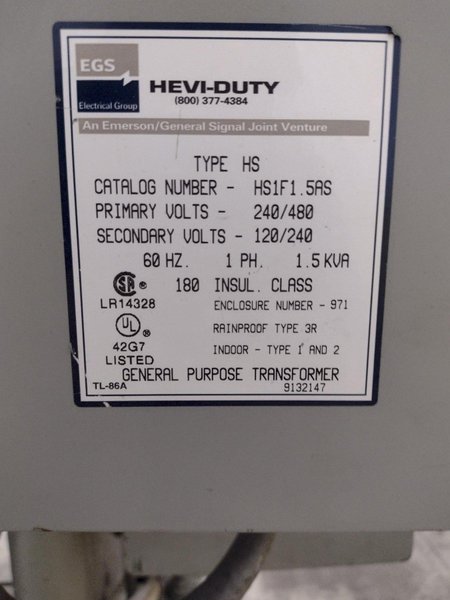 EGS
Electrical Group
HEVI-DUTY
(800) 377-4384
An Emerson/General Signal Joint Venture
TYPE HS
CATALOG NUMBER - HS1F1.5AS
PRIMARY VOLTS - 240/480
SECONDARY VOLTS - 120/240
60 HZ. 1 PH. 1.5 KVA
SA ® 180 INSUL. CLASS
LR14328 ENCLOSURE NUMBER - 971
UL ® RAINPROOF TYPE 3R
42G7 INDOOR - TYPE 1 AND 2
LISTED
GENERAL PURPOSE TRANSFORMER
TL-86A 9132147